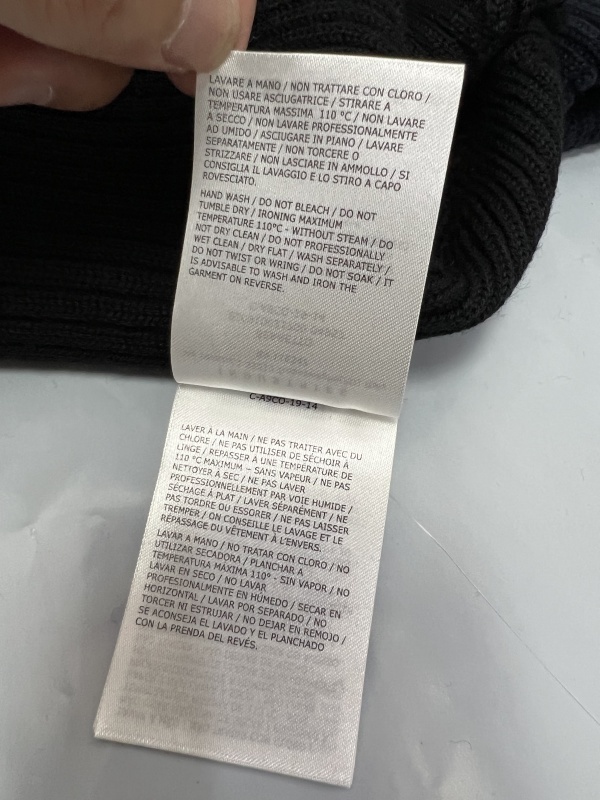 LAVARE A MANO / NON TRATTARE CON CLORO /
NON USARE ASCIUGATRICE / STIRARE A
TEMPERATURA MASSIMA 110 °C / NON LAVARE
A SECCO / NON LAVARE PROFESSIONALMENTE
AD UMIDO / ASCIUGARE IN PIANO / LAVARE
SEPARATAMENTE / NON TORCERE O
STRIZZARE / NON LASCIARE IN AMMOLLO / SI
CONSIGLIA IL LAVAGGIO E LO STIRO A CAPO
ROVESCIATO.
HAND WASH / DO NOT BLEACH / DO NOT
TUMBLE DRY / IRONING MAXIMUM
TEMPERATURE 110°C - WITHOUT STEAM / DO
NOT DRY CLEAN / DO NOT PROFESSIONALLY
WET CLEAN / DRY FLAT / WASH SEPARATELY /
DO NOT TWIST OR WRING / DO NOT SOAK / IT
IS ADVISABLE TO WASH AND IRON THE
GARMENT ON REVERSE.
C-A9CO-19-14
LAVER À LA MAIN / NE PAS TRAITER AVEC DU
CHLORE / NE PAS UTILISER DE SÉCHOIR À
LINGE / REPASSER À UNE TEMPÉRATURE DE
110 °C MAXIMUM – SANS VAPEUR / NE PAS
NETTOYER À SEC / NE PAS LAVER
PROFESSIONNELLEMENT PAR VOIE HUMIDE /
SÉCHAGE À PLAT / LAVER SÉPARÉMENT / NE
PAS TORDRE OU ESSORER / NE PAS LAISSER
TREMPER / ON CONSEILLE LE LAVAGE ET LE
RÉPASSAGE DU VÊTEMENT À L'ENVERS.
LAVAR A MANO / NO TRATAR CON CLORO / NO
UTILIZAR SECADORA / PLANCHAR A
TEMPERATURA MÁXIMA 110° - SIN VAPOR / NO
LAVAR EN SECO / NO LAVAR
PROFESIONALMENTE EN HÚMEDO / SECAR EN
HORIZONTAL / LAVAR POR SEPARADO / NO
TORCER NI ESTRUJAR / NO DEJAR EN REMOJO /
SE ACONSEJA EL LAVADO Y EL PLANCHADO
CON LA PRENDA DEL REVÉS.